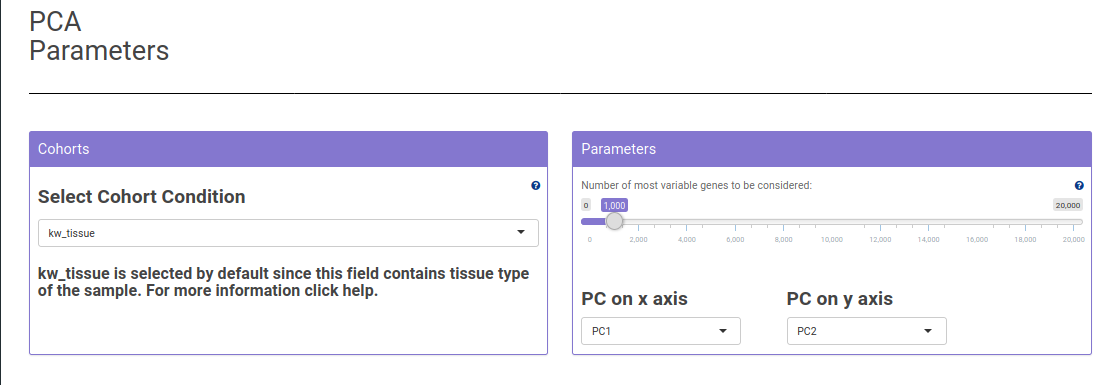 PCA
Parameters
Cohorts
Select Cohort Condition
kw_tissue
kw_tissue is selected by default since this field contains tissue type
of the sample. For more information click help.
Parameters
Number of most variable genes to be considered:
0 1,000 20,000
0 2,000 4,000 6,000 8,000 10,000 12,000 14,000 16,000 18,000 20,000
PC on x axis PC on y axis
PC1 PC2